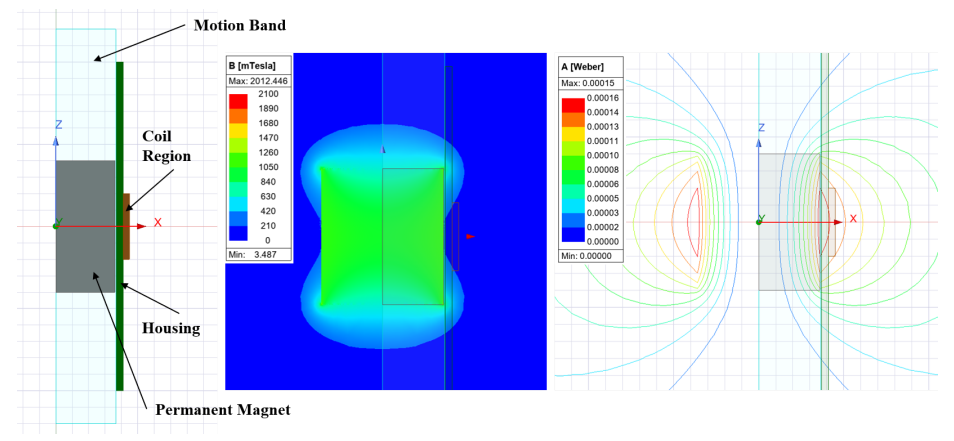 Motion Band
Z
Coil
Region
X
Y
Housing
Permanent Magnet
B [mTesla]
Max: 2012.446
2100
1890
1680
1470
1260
1050
840
630
420
210
0
Min: 3.487
A [Weber]
Max: 0.00015
0.00016
0.00014
0.00013
0.00011
0.00010
0.00008
0.00006
0.00005
0.00003
0.00002
0.00000
Min: 0.00000
Z
X
Y